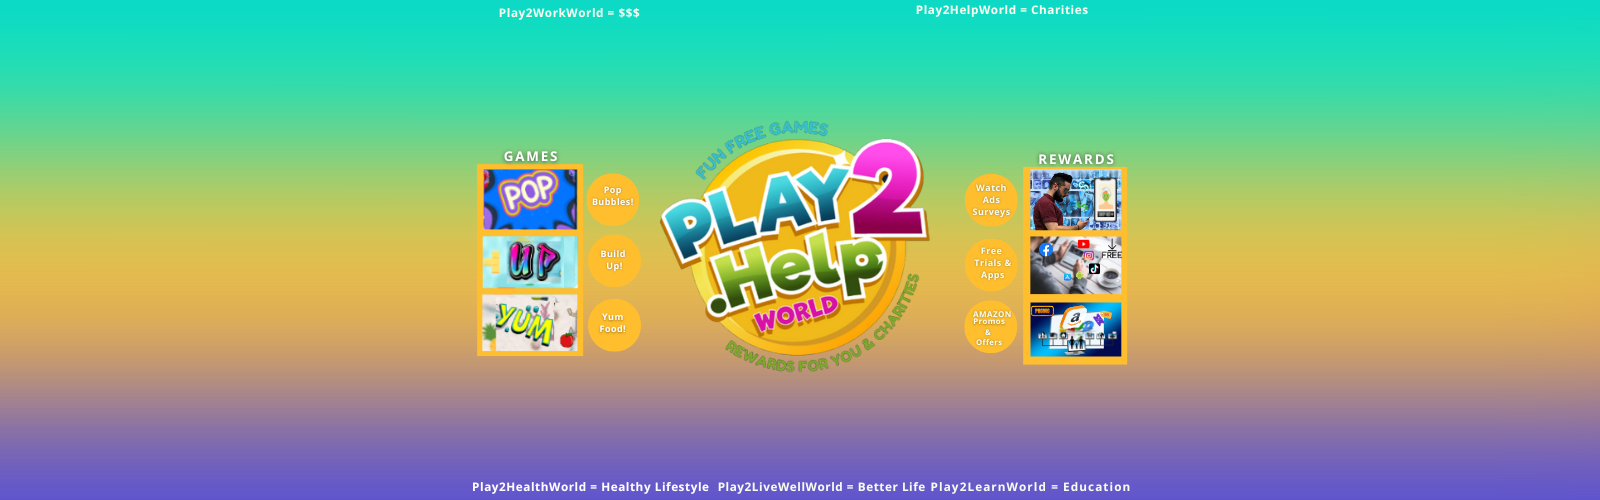 Play2WorkWorld = $$$
Play2HelpWorld = Charities
GAMES
POP
Pop
Bubbles!
UP
Build
Up!
YUM
Yum
Food!
FUN FREE GAMES
PLAY2
.Help
WORLD
REWARDS FOR YOU & CHARITIES
REWARDS
Watch
Ads
Surveys
Free
Trials &
Apps
FREE
AMAZON
Promos
&
Offers
PROMO
Play2HealthWorld = Healthy Lifestyle Play2LiveWellWorld = Better Life Play2LearnWorld = Education